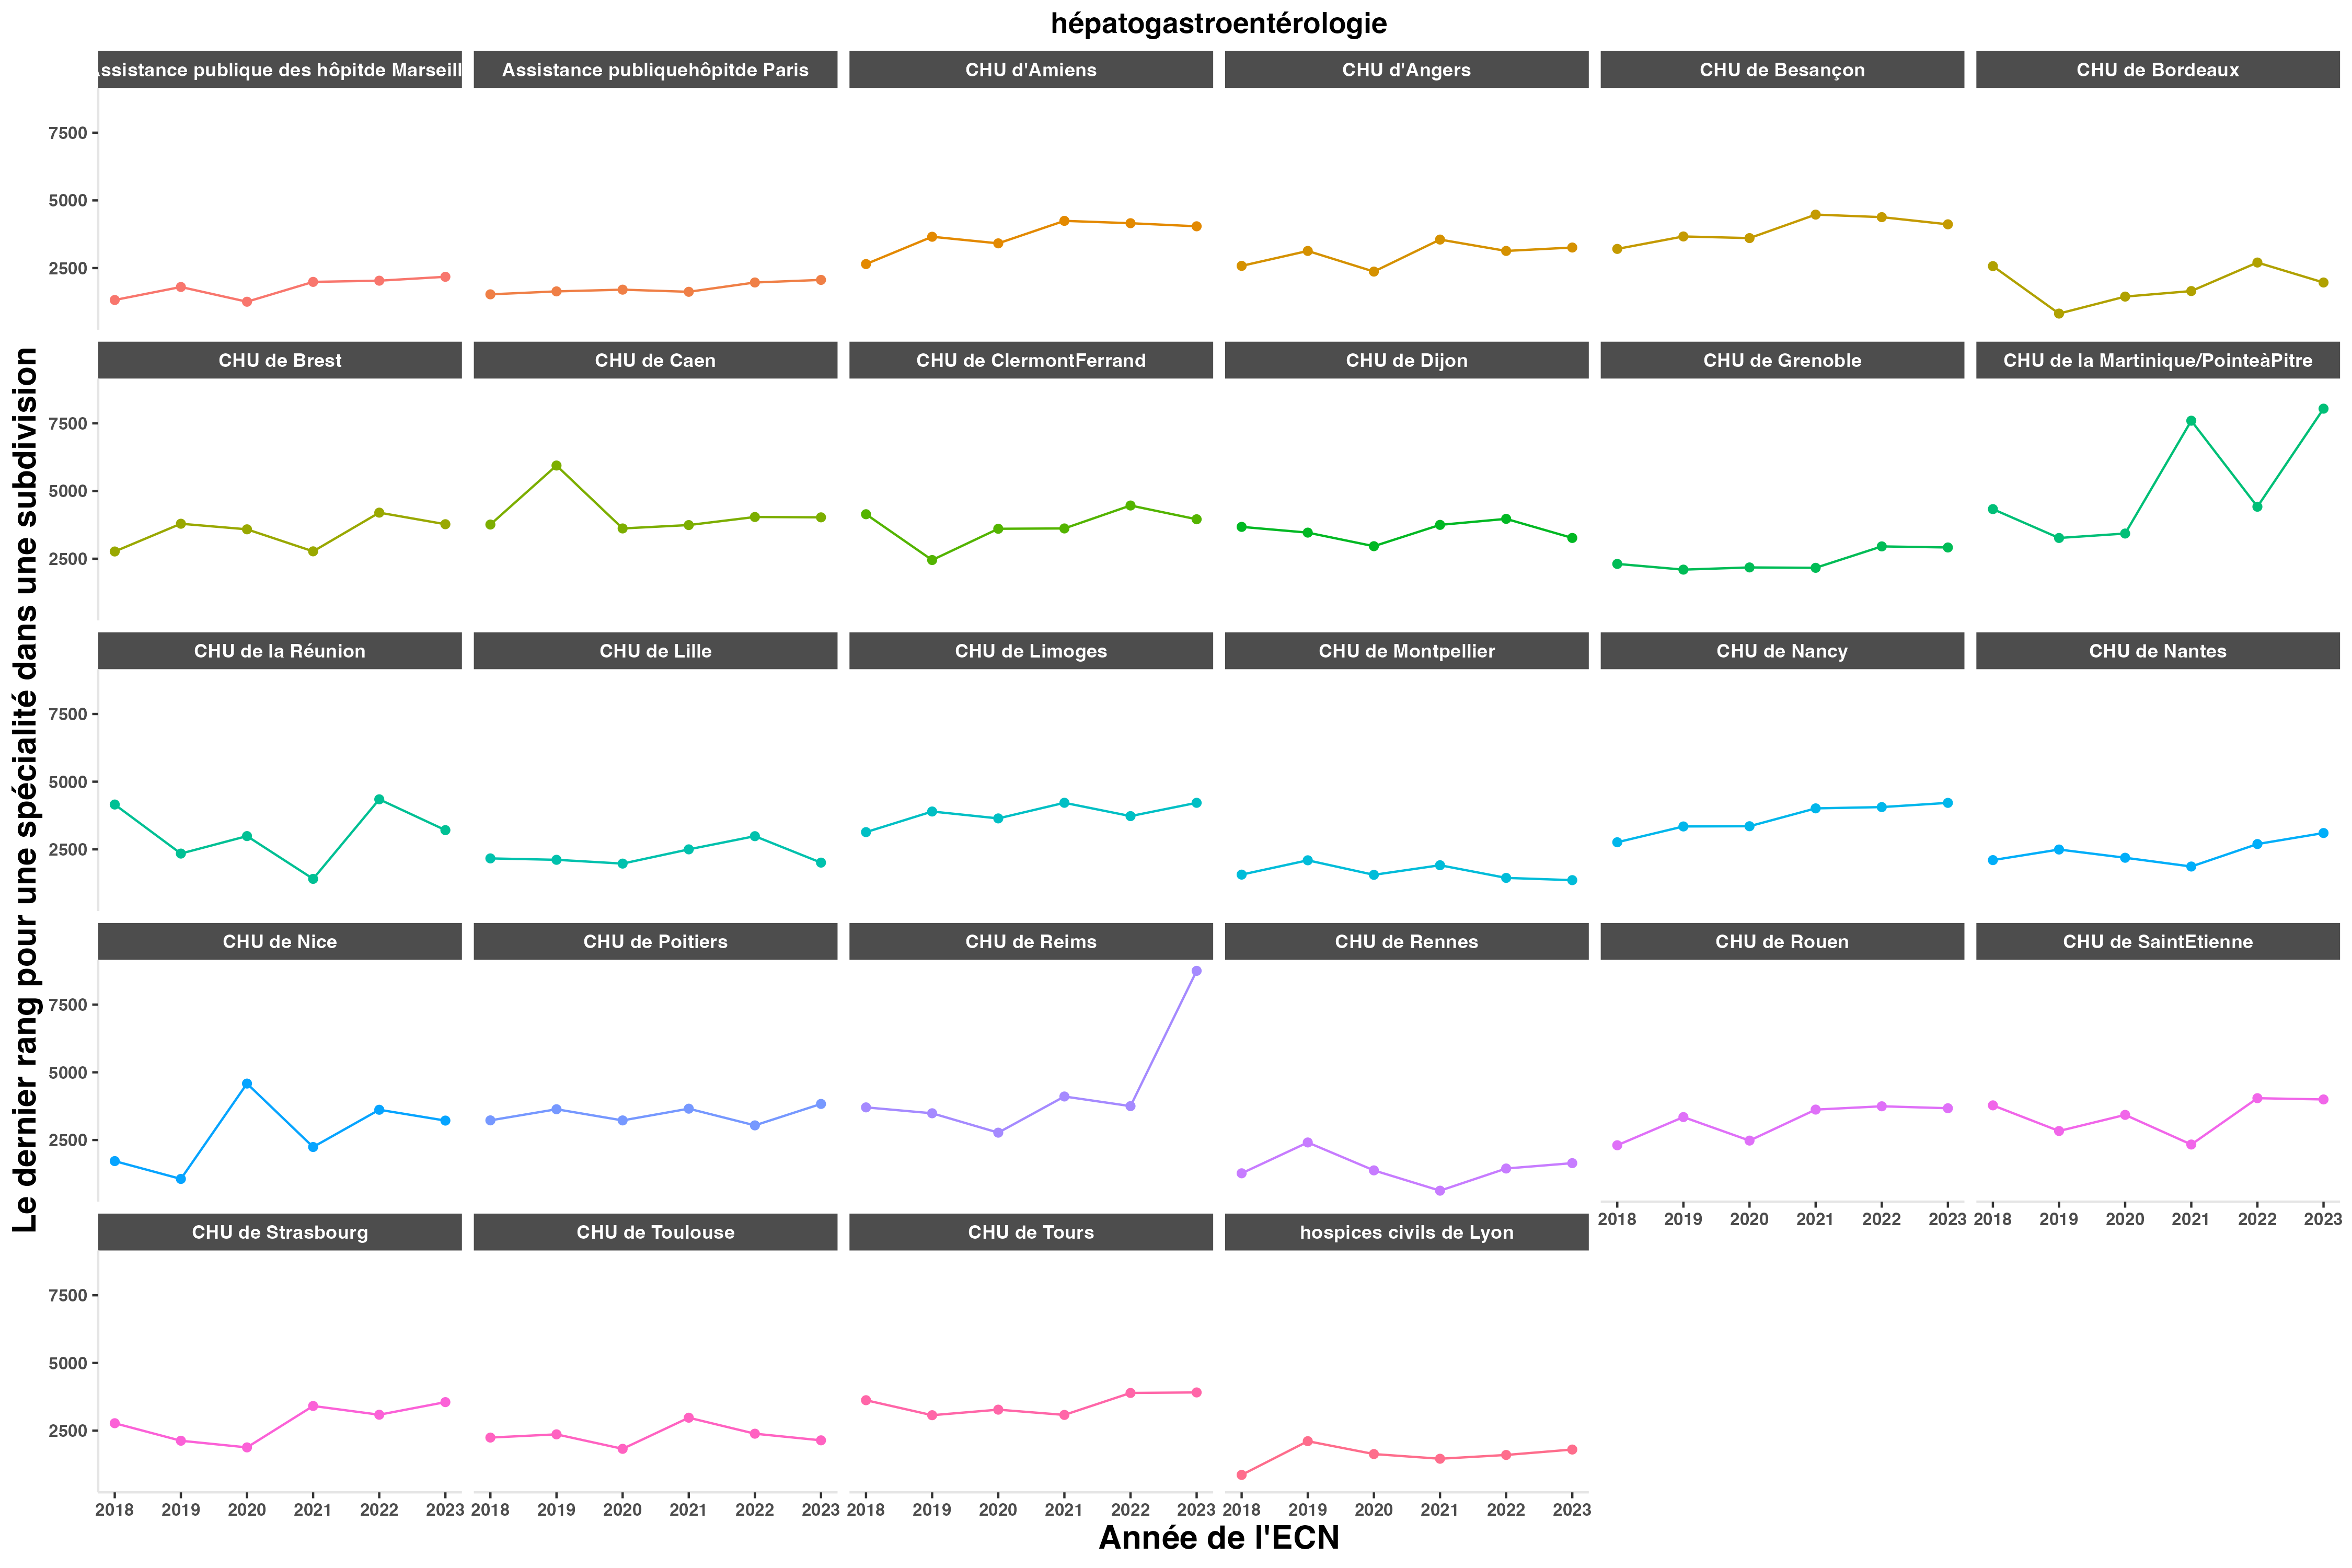 hépatogastroentérologie
ssistance publique des hôpitde Marseill
Assistance publiquehôpitde Paris
CHU d'Amiens
CHU d'Angers
CHU de Besançon
CHU de Bordeaux
7500
5000
2500
CHU de Brest
CHU de Caen
CHU de ClermontFerrand
CHU de Dijon
CHU de Grenoble
CHU de la Martinique/PointeàPitre
7500
5000
2500
CHU de la Réunion
CHU de Lille
CHU de Limoges
CHU de Montpellier
CHU de Nancy
CHU de Nantes
7500
5000
2500
CHU de Nice
CHU de Poitiers
CHU de Reims
CHU de Rennes
CHU de Rouen
CHU de SaintEtienne
7500
5000
2500
2018 2019 2020 2021 2022 2023
2018 2019 2020 2021 2022 2023
CHU de Strasbourg
CHU de Toulouse
CHU de Tours
hospices civils de Lyon
7500
5000
2500
2018 2019 2020 2021 2022 2023
2018 2019 2020 2021 2022 2023
2018 2019 2020 2021 2022 2023
2018 2019 2020 2021 2022 2023
Année de l'ECN
Le dernier rang pour une spécialité dans une subdivision